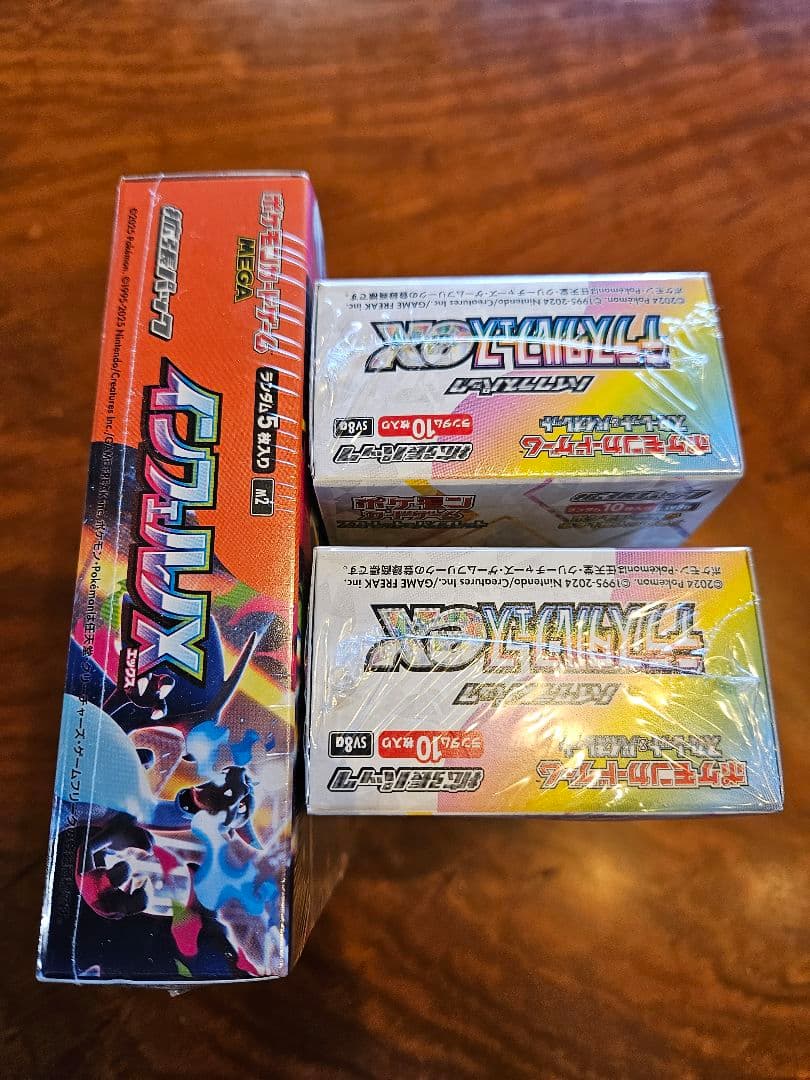 ポケモンカードゲーム
MEGA
拡張パック
ランダム5枚入り
M2
インフェルノX
エックス
©2025 Pokémon. ©1995-2025 Nintendo/Creatures Inc./GAME FREAK inc.
ポケモン・Pokémonは任天堂・クリーチャーズ・ゲームフリークの登録商標です。
ポケモンカードゲーム
スカーレット&バイオレット
拡張パック
ランダム10枚入り
SV8a
ハイクラスパック
テラスタルフェスex
©2024 Pokémon. ©1995-2024 Nintendo/Creatures Inc./GAME FREAK inc.
ポケモン・Pokémonは任天堂・クリーチャーズ・ゲームフリークの登録商標です。
ポケモンカードゲーム
スカーレット&バイオレット
拡張パック
ランダム10枚入り
SV8a
ハイクラスパック
テラスタルフェスex
©2024 Pokémon. ©1995-2024 Nintendo/Creatures Inc./GAME FREAK inc.
ポケモン・Pokémonは任天堂・クリーチャーズ・ゲームフリークの登録商標です。